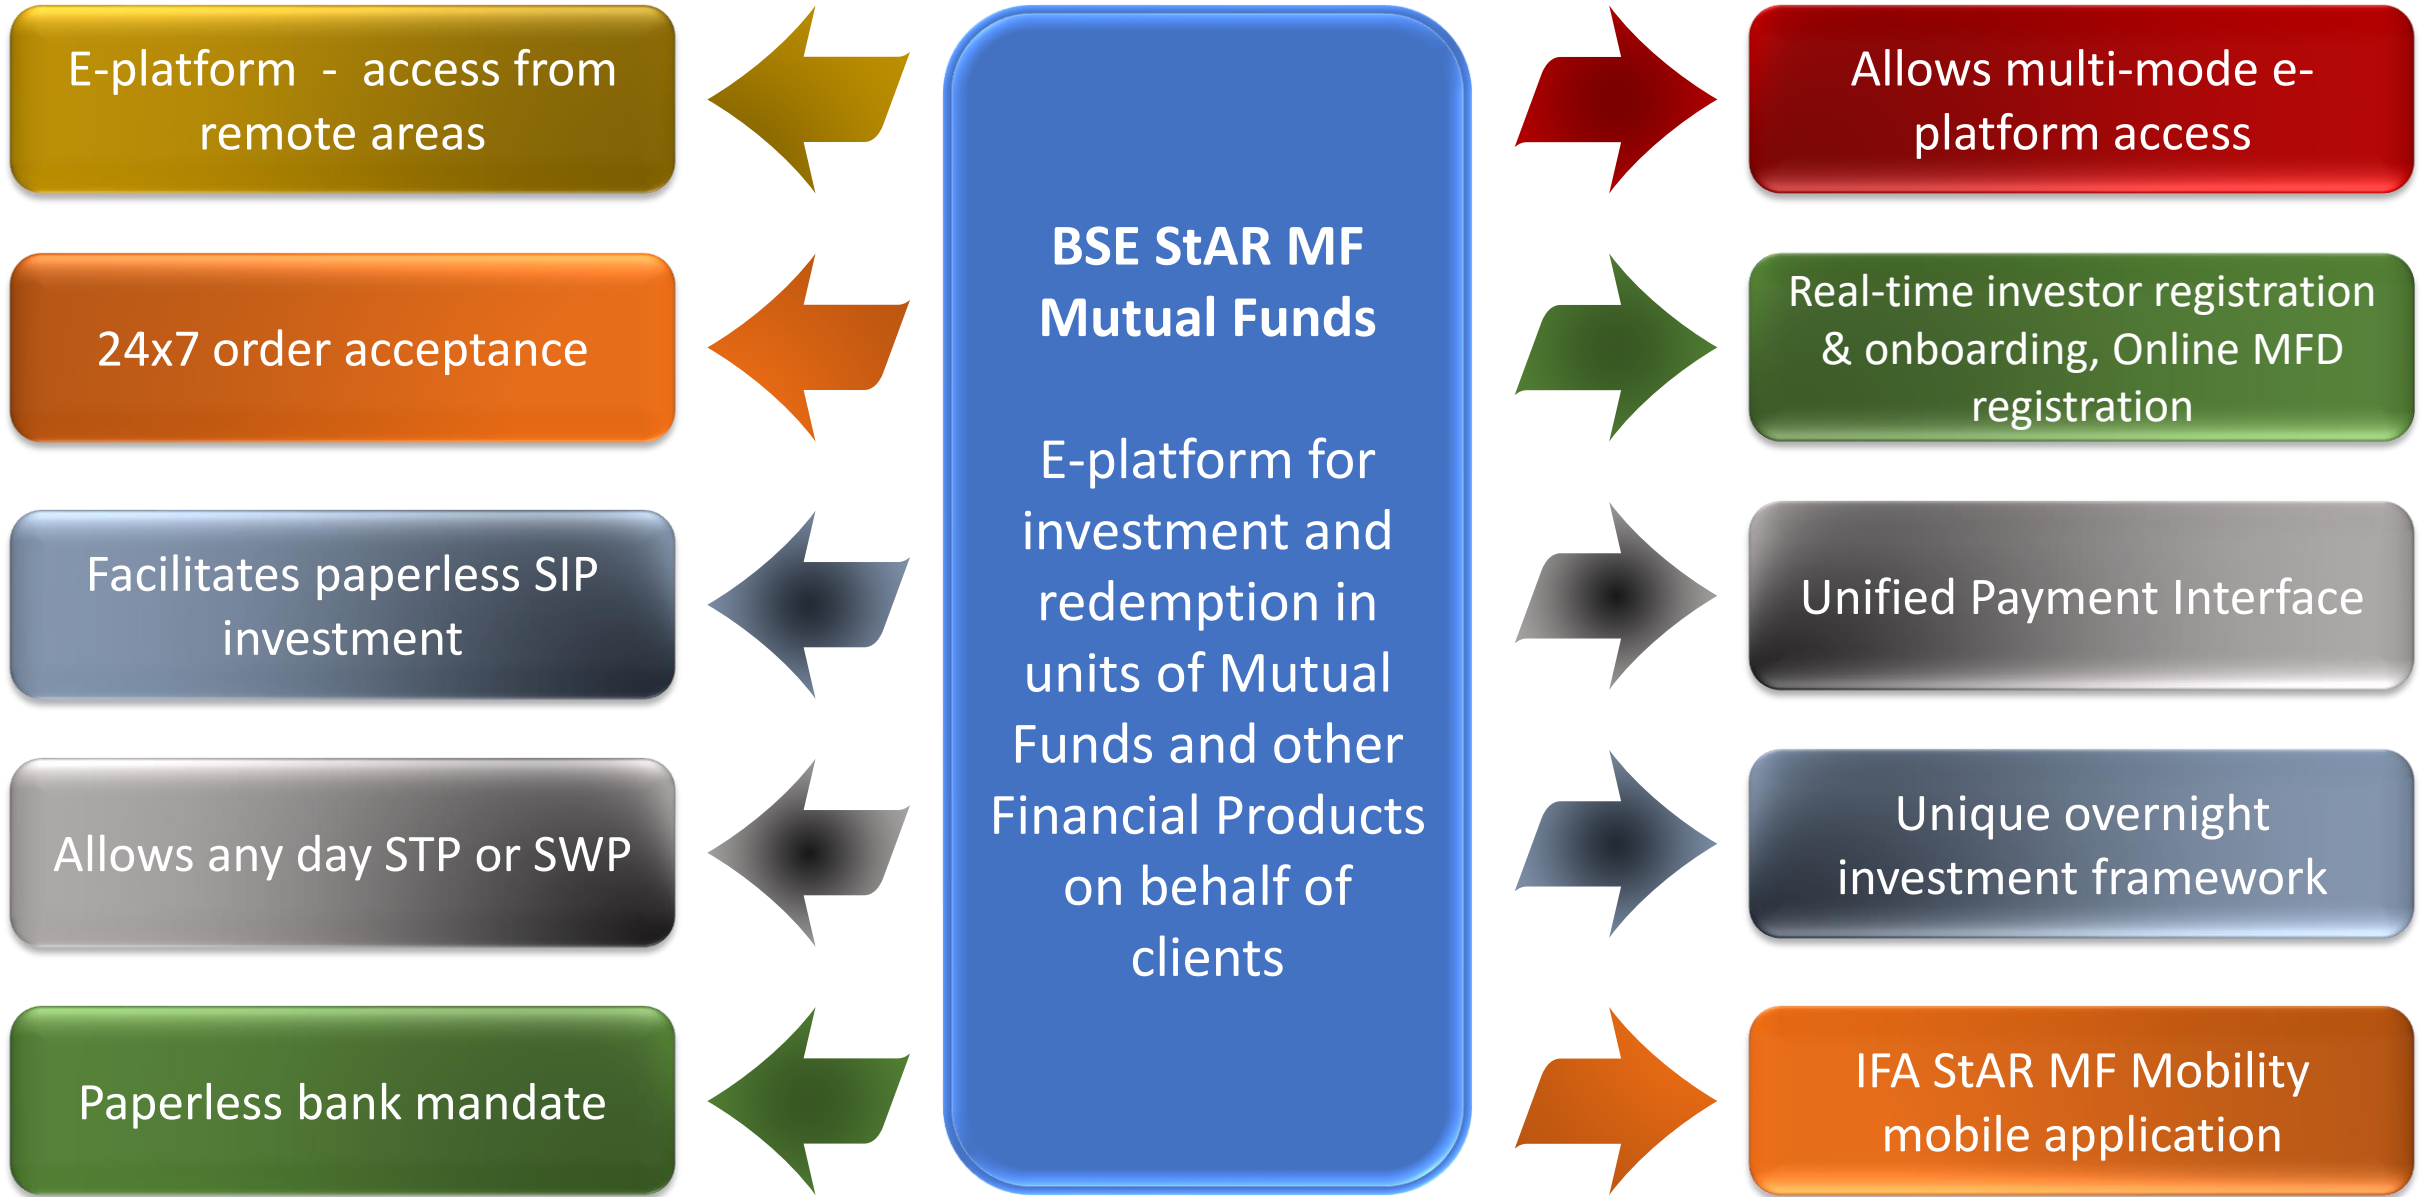 E-platform - access from
remote areas
24x7 order acceptance
Facilitates paperless SIP
investment
Allows any day STP or SWP
Paperless bank mandate
BSE StAR MF
Mutual Funds
E-platform for
investment and
redemption in
units of Mutual
Funds and other
Financial Products
on behalf of
clients
Allows multi-mode e-
platform access
Real-time investor registration
& onboarding, Online MFD
registration
Unified Payment Interface
Unique overnight
investment framework
IFA StAR MF Mobility
mobile application